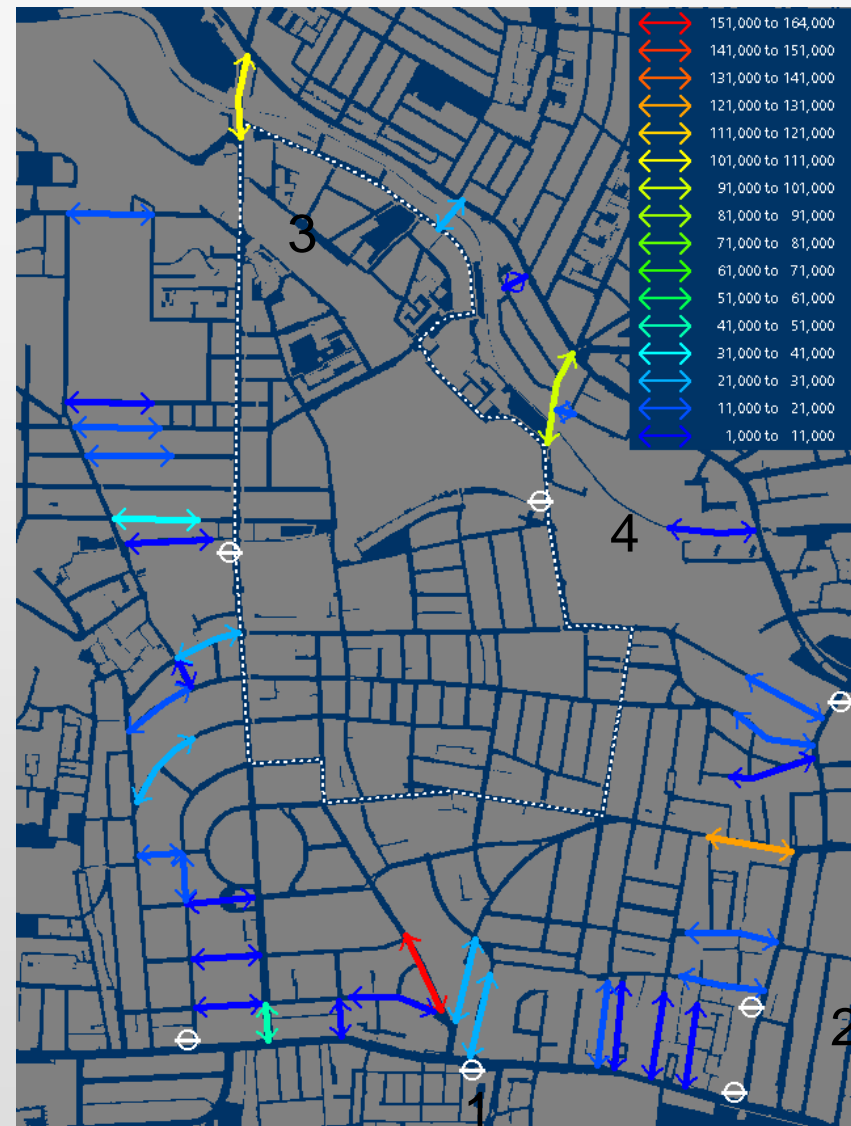 151,000 to 164,000
141,000 to 151,000
131,000 to 141,000
121,000 to 131,000
111,000 to 121,000
101,000 to 111,000
91,000 to 101,000
81,000 to 91,000
71,000 to 81,000
61,000 to 71,000
51,000 to 61,000
41,000 to 51,000
31,000 to 41,000
21,000 to 31,000
11,000 to 21,000
1,000 to 11,000
3
4
2
1